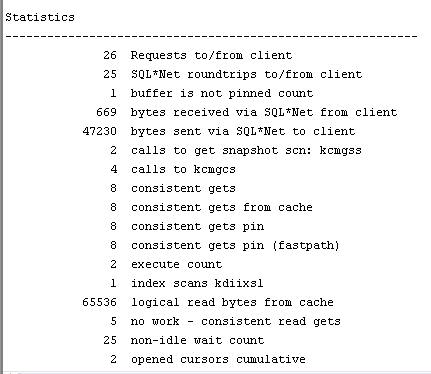 Statistics
-----------------------------------------------------------
26 Requests to/from client
25 SQL*Net roundtrips to/from client
1 buffer is not pinned count
669 bytes received via SQL*Net from client
47230 bytes sent via SQL*Net to client
2 calls to get snapshot scn: kcmgss
4 calls to kcmgcs
8 consistent gets
8 consistent gets from cache
8 consistent gets pin
8 consistent gets pin (fastpath)
2 execute count
1 index scans kdiixs1
65536 logical read bytes from cache
5 no work - consistent read gets
25 non-idle wait count
2 opened cursors cumulative